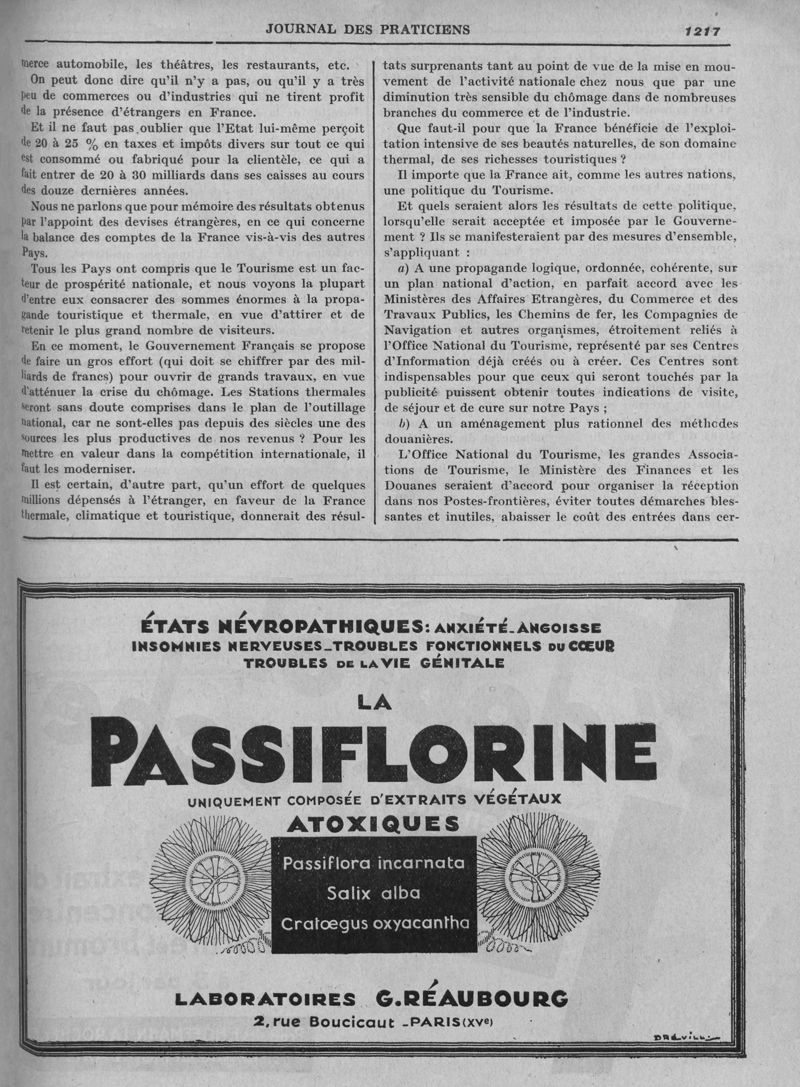 JOURNAL DES PRATICIENS
1217
merce automobile, les théâtres, les restaurants, etc.
On peut donc dire qu'il n'y a pas, ou qu'il y a très
peu de commerces ou d'industries qui ne tirent profit
de la présence d'étrangers en France.
Et il ne faut pas oublier que l'Etat lui-même perçoit
de 20 à 25 % en taxes et impôts divers sur tout ce qui
est consommé ou fabriqué pour la clientèle, ce qui a
fait entrer de 20 à 30 milliards dans ses caisses au cours
des douze dernières années.
Nous ne parlons que pour mémoire des résultats obtenus
par l'appoint des devises étrangères, en ce qui concerne
la balance des comptes de la France vis-à-vis des autres
Pays.
Tous les Pays ont compris que le Tourisme est un fac-
teur de prospérité nationale, et nous voyons la plupart
d'entre eux consacrer des sommes énormes à la propa-
gande touristique et thermale, en vue d'attirer et de
retenir le plus grand nombre de visiteurs.
En ce moment, le Gouvernement Français se propose
de faire un gros effort (qui doit se chiffrer par des mil-
liards de francs) pour ouvrir de grands travaux, en vue
d'atténuer la crise du chômage. Les Stations thermales
seront sans doute comprises dans le plan de l'outillage
national, car ne sont-elles pas depuis des siècles une des
sources les plus productives de nos revenus ? Pour les
mettre en valeur dans la compétition internationale, il
faut les moderniser.
Il est certain, d'autre part, qu'un effort de quelques
millions dépensés à l'étranger, en faveur de la France
thermale, climatique et touristique, donnerait des résul-
tats surprenants tant au point de vue de la mise en mou-
vement de l'activité nationale chez nous que par une
diminution très sensible du chômage dans de nombreuses
branches du commerce et de l'industrie.
Que faut-il pour que la France bénéficie de l'exploi-
tation intensive de ses beautés naturelles, de son domaine
thermal, de ses richesses touristiques ?
Il importe que la France ait, comme les autres nations,
une politique du Tourisme.
Et quels seraient alors les résultats de cette politique,
lorsqu'elle serait acceptée et imposée par le Gouverne-
ment ? Ils se manifesteraient par des mesures d'ensemble,
s'appliquant :
a) A une propagande logique, ordonnée, cohérente, sur
un plan national d'action, en parfait accord avec les
Ministères des Affaires Etrangères, du Commerce et des
Travaux Publics, les Chemins de fer, les Compagnies de
Navigation et autres organismes, étroitement reliés à
l'Office National du Tourisme, représenté par ses Centres
d'Information déjà créés ou à créer. Ces Centres sont
indispensables pour que ceux qui seront touchés par la
publicité puissent obtenir toutes indications de visite,
de séjour et de cure sur notre Pays ;
b) A un aménagement plus rationnel des méthodes
douanières.
L'Office National du Tourisme, les grandes Associa-
tions de Tourisme, le Ministère des Finances et les
Douanes seraient d'accord pour organiser la réception
dans nos Postes-frontières, éviter toutes démarches bles-
santes et inutiles, abaisser le coût des entrées dans cer-
ÉTATS NÉVROPATHIQUES: ANXIÉTÉ-ANGOISSE
INSOMNIES NERVEUSES-TROUBLES FONCTIONNELS DU CŒUR
TROUBLES DE LA VIE GÉNITALE
LA
PASSIFLORINE
UNIQUEMENT COMPOSÉE D'EXTRAITS VÉGÉTAUX
ATOXIQUES
Passiflora incarnata
Salix alba
Cratœgus oxyacantha
LABORATOIRES G.RÉAUBOURG
2, rue Boucicaut - PARIS (XVe)